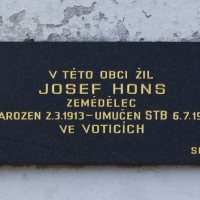 V TÉTO OBCI ŽIL
JOSEF HONS
ZEMĚDĚLEC
AROZEN 2.3.1913 – UMUČEN STB 6.7.19
VE VOTICÍCH